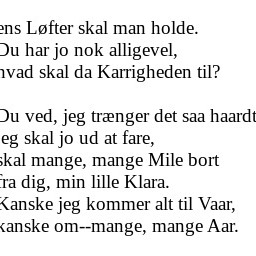 ens Løfter skal man holde.
Du har jo nok alligevel,
hvad skal da Karrigheden til?
Du ved, jeg trænger det saa haardt
jeg skal jo ud at fare,
skal mange, mange Mile bort
fra dig, min lille Klara.
Kanske jeg kommer alt til Vaar,
kanske om--mange, mange Aar.